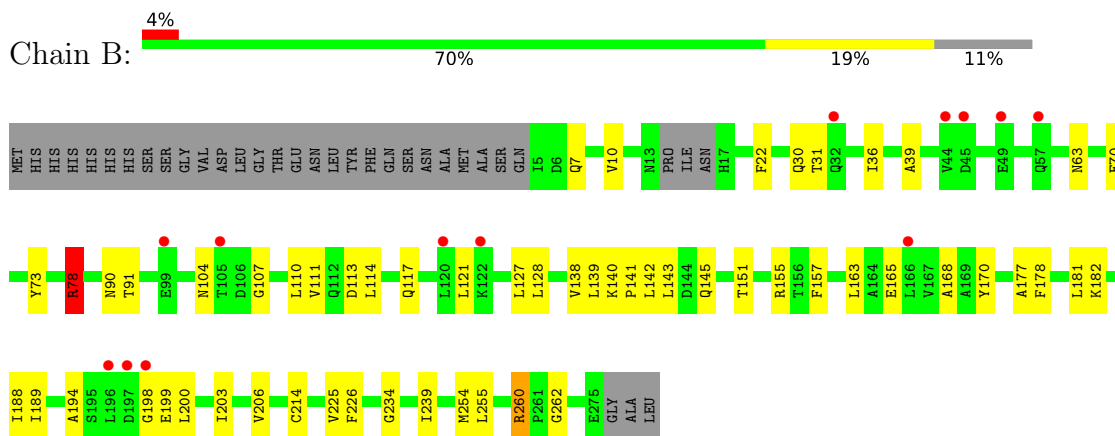 4%
Chain B:
70% 19% 11%
MET HIS HIS HIS HIS HIS HIS SER SER GLY VAL ASP LEU GLY THR GLU ASN LEU TYR PHE GLN SER ASN ALA MET ALA SER GLN I5 D6 Q7 V10 N13 PRO ILE ASN H17 F22 Q30 T31 Q32 I36 A39 V44 D45 E49 Q57 N63
Y73 R78 N90 T91 E99 N104 T105 D106 G107 L110 V111 Q112 D113 L114 Q117 L120 L121 K122 L127 L128 V138 L139 K140 P141 L142 L143 D144 Q145 T151 R155 T156 F157 L163 A164 E165 L166 V167 A168 A169 Y170 A177 F178 L181 K182
I188 I189 A194 S195 L196 D197 G198 E199 L200 I203 V206 C214 V225 F226 G234 I239 M254 L255 R260 P261 G262 E275 GLY ALA LEU